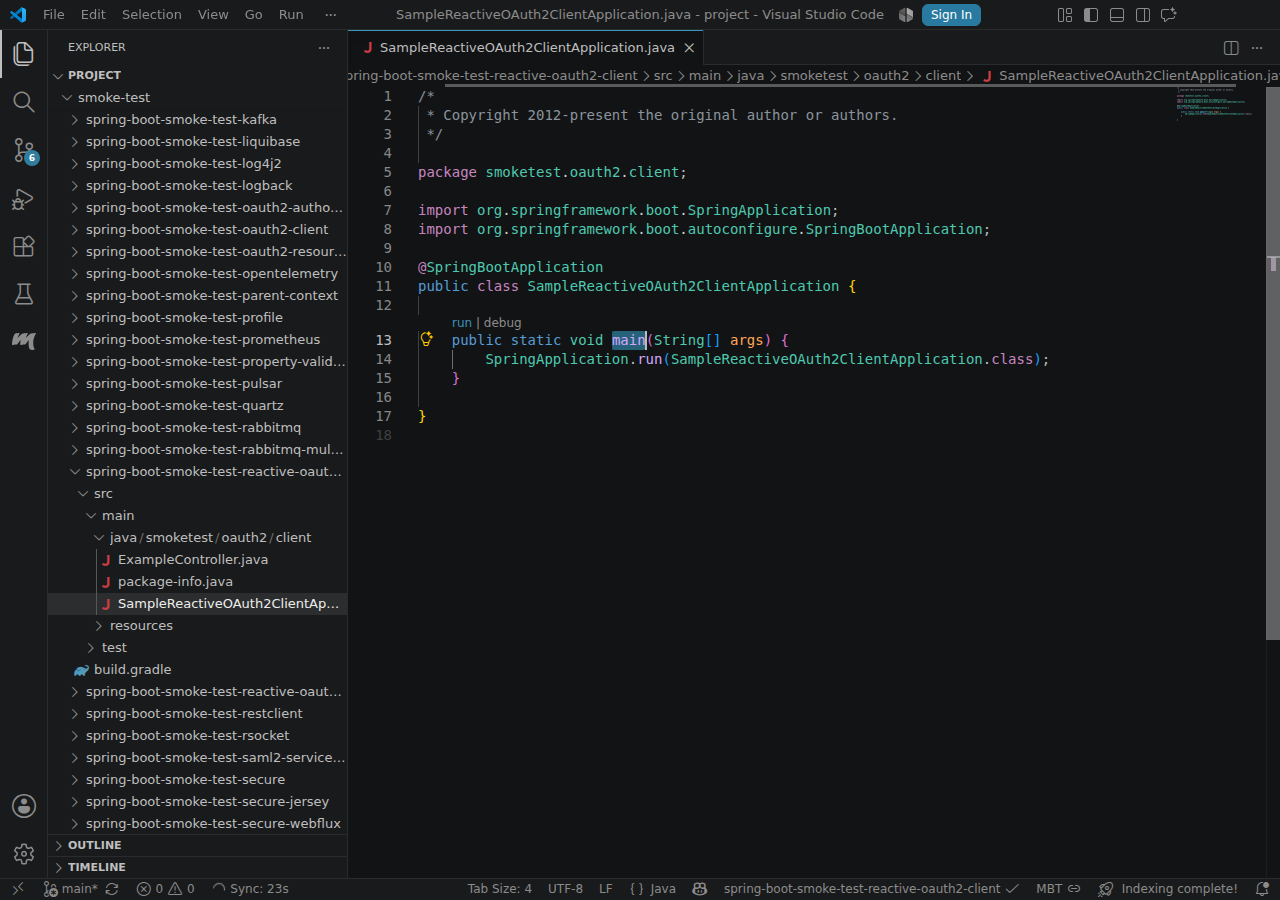 File Edit Selection View Go Run ··· SampleReactiveOAuth2ClientApplication.java - project - Visual Studio Code Sign In
EXPLORER
PROJECT
smoke-test
spring-boot-smoke-test-kafka
spring-boot-smoke-test-liquibase
spring-boot-smoke-test-log4j2
spring-boot-smoke-test-logback
spring-boot-smoke-test-oauth2-autho...
spring-boot-smoke-test-oauth2-client
spring-boot-smoke-test-oauth2-resour...
spring-boot-smoke-test-opentelemetry
spring-boot-smoke-test-parent-context
spring-boot-smoke-test-profile
spring-boot-smoke-test-prometheus
spring-boot-smoke-test-property-valid...
spring-boot-smoke-test-pulsar
spring-boot-smoke-test-quartz
spring-boot-smoke-test-rabbitmq
spring-boot-smoke-test-rabbitmq-mul...
spring-boot-smoke-test-reactive-oaut...
src
main
java/smoketest/oauth2/client
ExampleController.java
package-info.java
SampleReactiveOAuth2ClientAp...
resources
test
build.gradle
spring-boot-smoke-test-reactive-oaut...
spring-boot-smoke-test-restclient
spring-boot-smoke-test-rsocket
spring-boot-smoke-test-saml2-service...
spring-boot-smoke-test-secure
spring-boot-smoke-test-secure-jersey
spring-boot-smoke-test-secure-webflux
OUTLINE
TIMELINE
6
SampleReactiveOAuth2ClientApplication.java
pring-boot-smoke-test-reactive-oauth2-client > src > main > java > smoketest > oauth2 > client > SampleReactiveOAuth2ClientApplication.ja
1 /*
2 * Copyright 2012-present the original author or authors.
3 */
4
5 package smoketest.oauth2.client;
6
7 import org.springframework.boot.SpringApplication;
8 import org.springframework.boot.autoconfigure.SpringBootApplication;
9
10 @SpringBootApplication
11 public class SampleReactiveOAuth2ClientApplication {
12
run | debug
13 public static void main(String[] args) {
14 SpringApplication.run(SampleReactiveOAuth2ClientApplication.class);
15 }
16
17 }
18
main* 0 0 Sync: 23s Tab Size: 4 UTF-8 LF { } Java spring-boot-smoke-test-reactive-oauth2-client MBT Indexing complete!